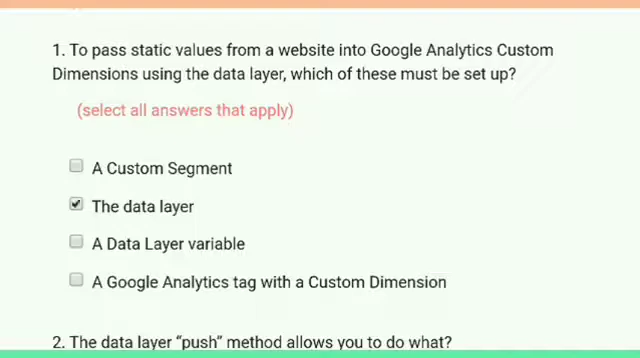 1. To pass static values from a website into Google Analytics Custom
Dimensions using the data layer, which of these must be set up?
(select all answers that apply)
A Custom Segment
The data layer
A Data Layer variable
A Google Analytics tag with a Custom Dimension
2. The data layer “push” method allows you to do what?